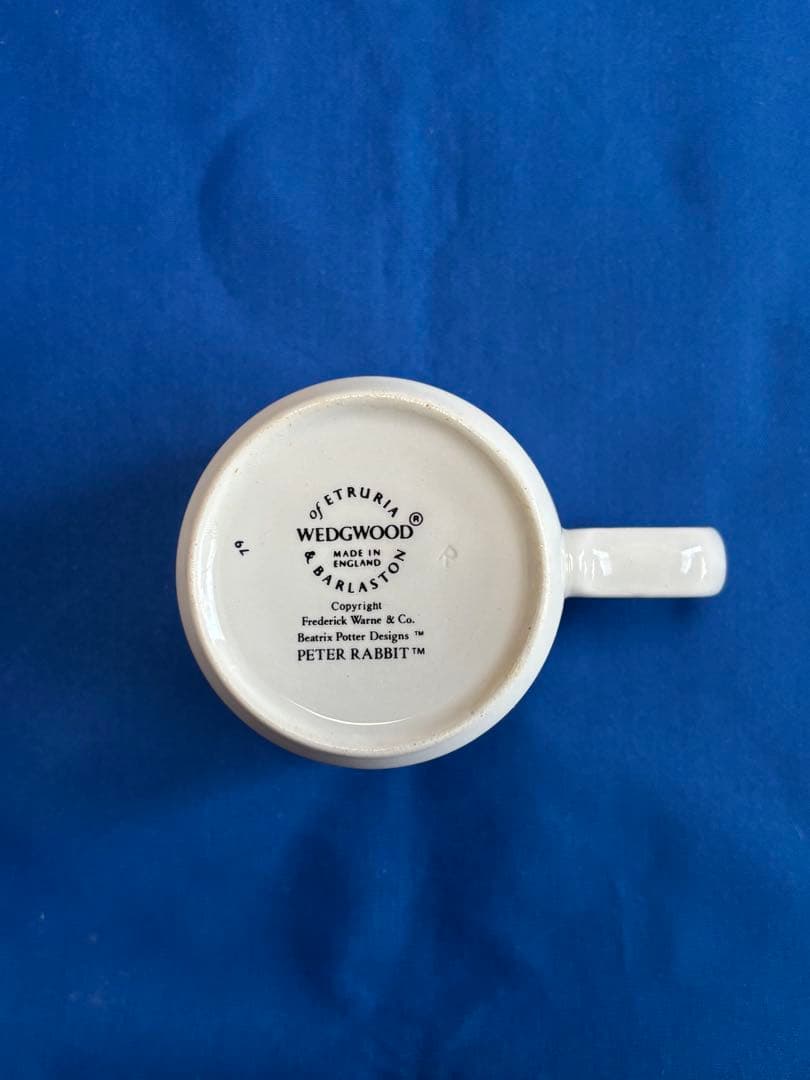 of ETRURIA
WEDGWOOD®
MADE IN
ENGLAND
& BARLASTON
Copyright
Frederick Warne & Co.
Beatrix Potter Designs ™
PETER RABBIT™
79
R